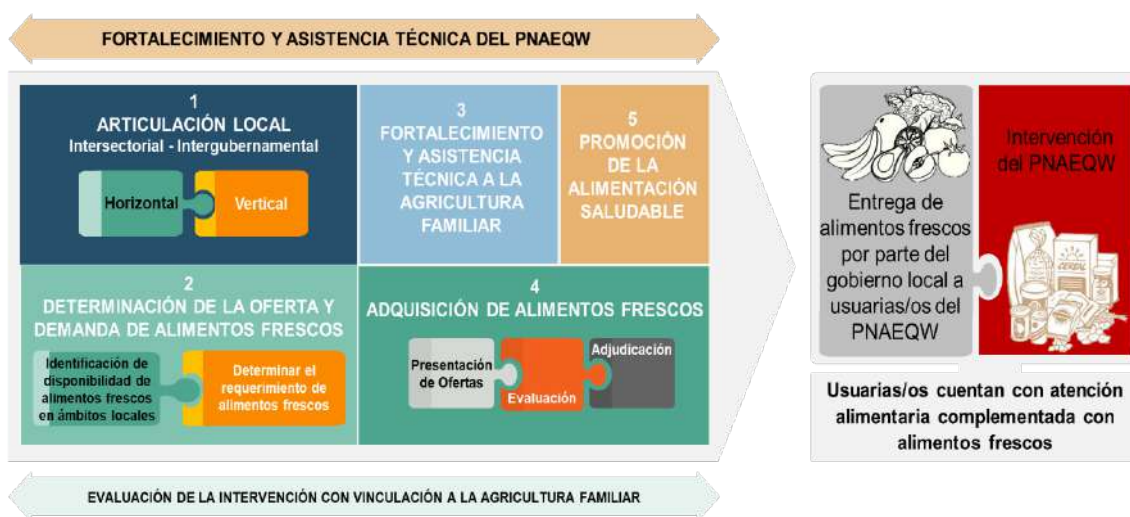 FORTALECIMIENTO Y ASISTENCIA TÉCNICA DEL PNAEQW
1
ARTICULACIÓN LOCAL
Intersectorial - Intergubernamental
Horizontal
Vertical
2
DETERMINACIÓN DE LA OFERTA Y
DEMANDA DE ALIMENTOS FRESCOS
Identificación de
disponibilidad de
alimentos frescos
en ámbitos locales
Determinar el
requerimiento de
alimentos frescos
3
FORTALECIMIENTO
Y ASISTENCIA
TÉCNICA A LA
AGRICULTURA
FAMILIAR
4
ADQUISICIÓN DE ALIMENTOS FRESCOS
Presentación
de Ofertas
Evaluación
Adjudicación
5
PROMOCIÓN
DE LA
ALIMENTACIÓN
SALUDABLE
EVALUACIÓN DE LA INTERVENCIÓN CON VINCULACIÓN A LA AGRICULTURA FAMILIAR
Entrega de
alimentos frescos
por parte del
gobierno local a
usuarias/os del
PNAEQW
Intervención
del PNAEQW
CEREAL
Usuarias/os cuentan con atención
alimentaria complementada con
alimentos frescos